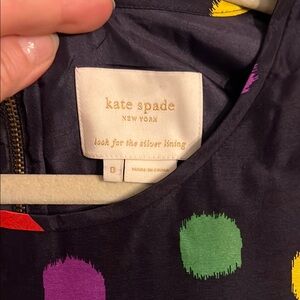 kate spade
NEW YORK
look for the silver lining
0
MADE IN CHINA